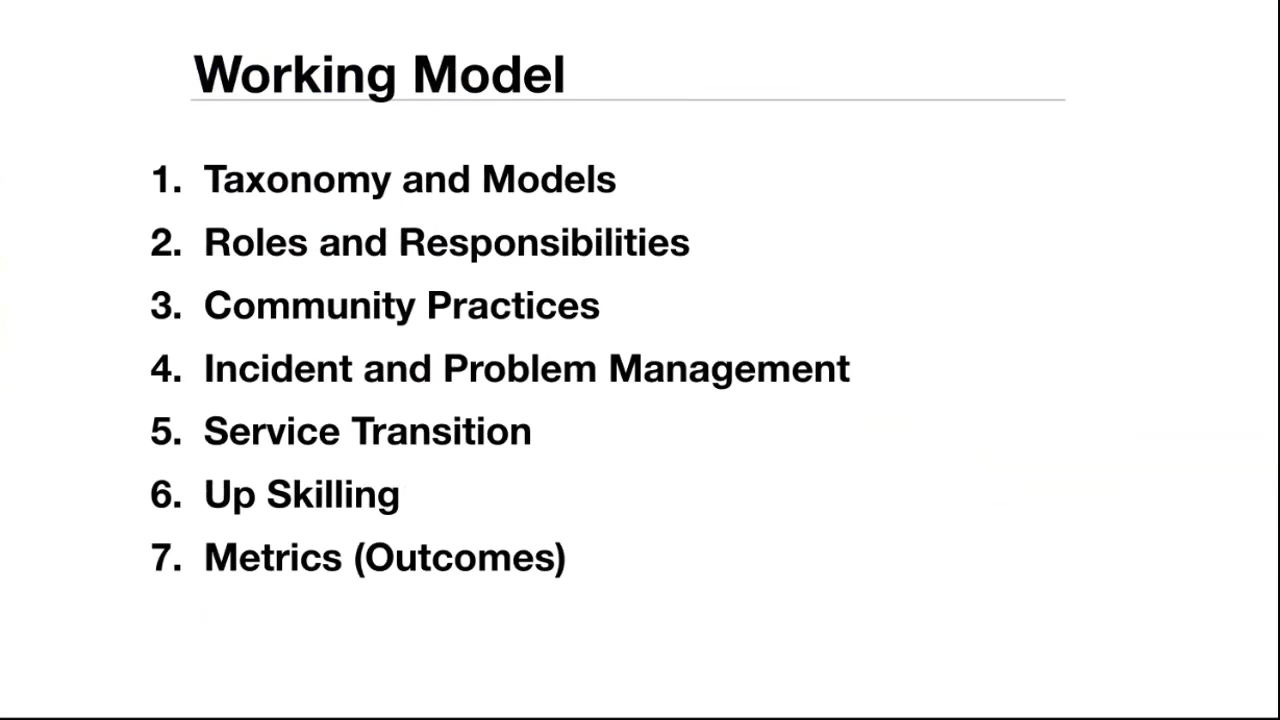 Working Model
1. Taxonomy and Models
2. Roles and Responsibilities
3. Community Practices
4. Incident and Problem Management
5. Service Transition
6. Up Skilling
7. Metrics (Outcomes)